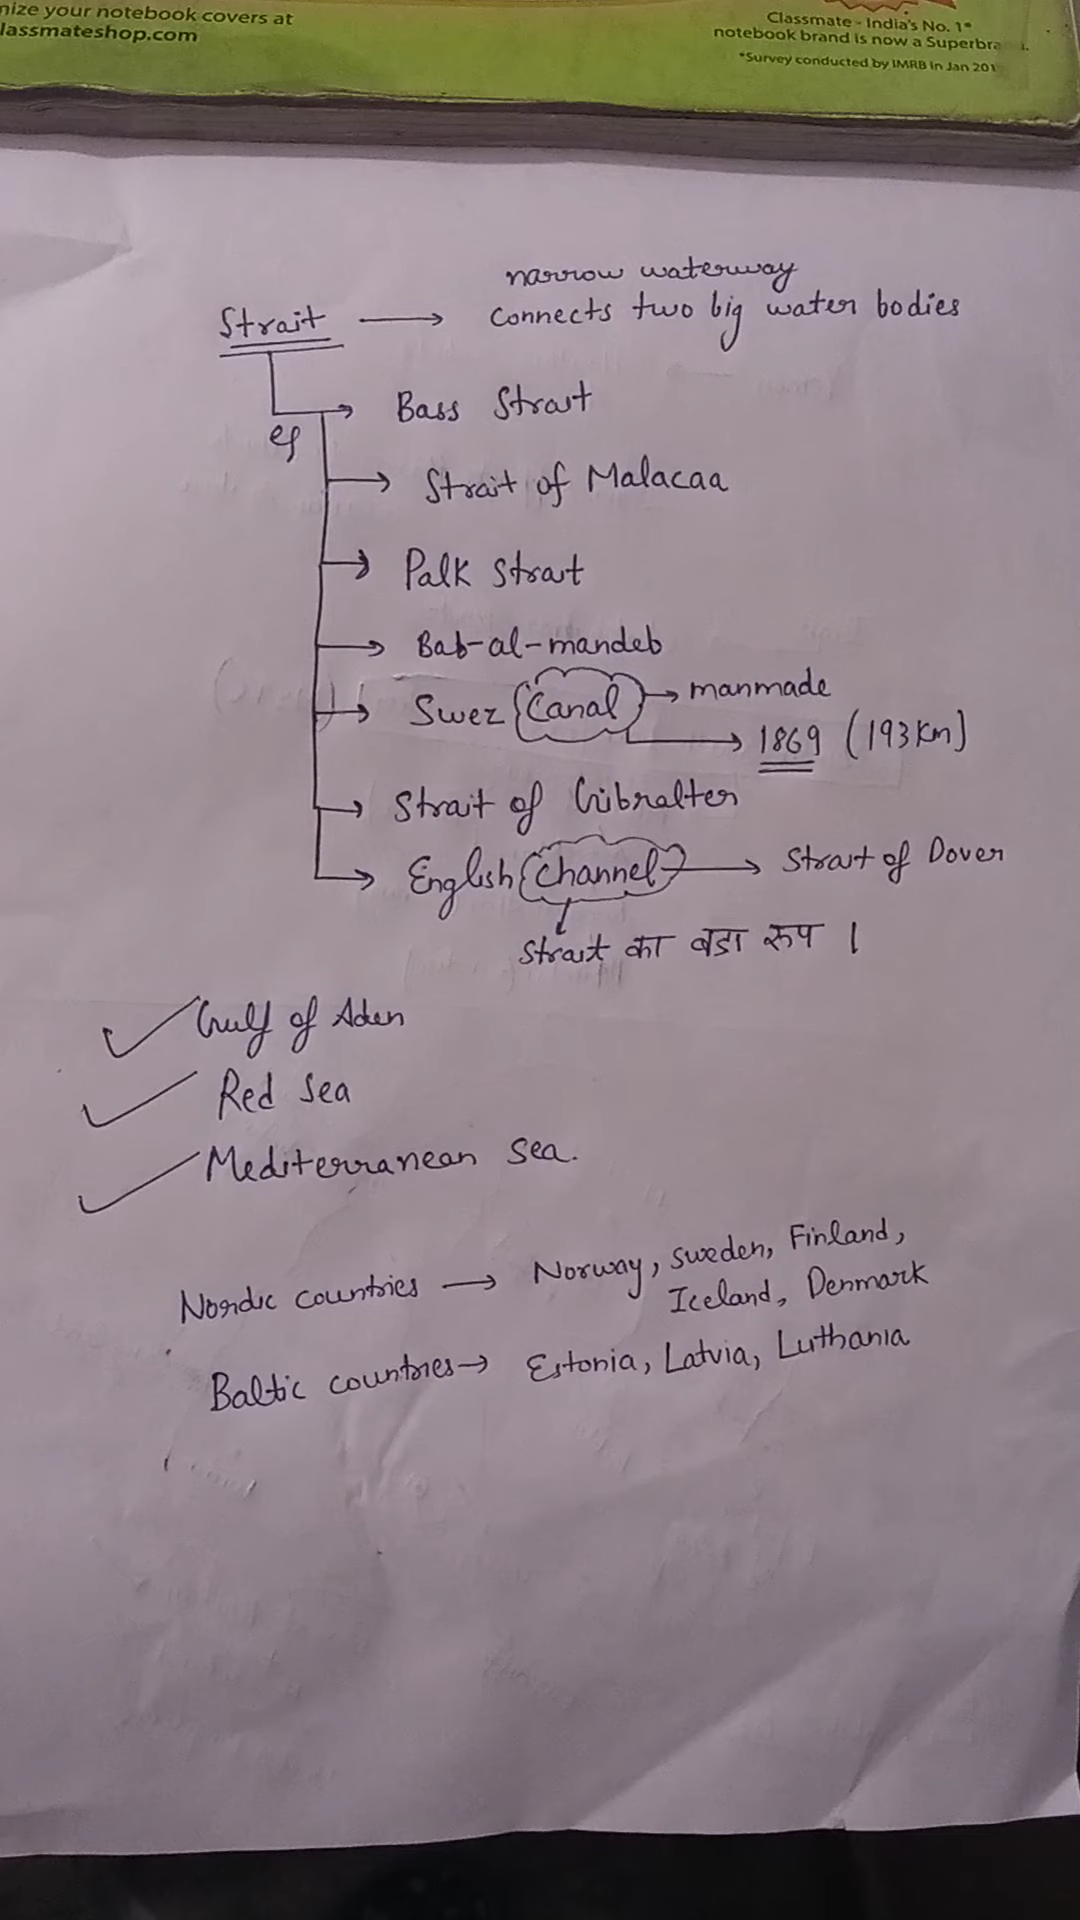 nize your notebook covers at
lassmateshop.com
Classmate - India's No. 1*
notebook brand is now a
*Survey conducted by IMRB in Jan 201
narrow waterway
Strait → connects two big water bodies
eg → Bass Strait
→ Strait of Malacaa
→ Palk Strait
→ Bab-al-mandeb
→ Suez Canal → manmade
→ 1869 (193 Km)
→ Strait of Gibralter
→ English Channel → Strait of Dover
Strait का बडा रूप ।
✓ Gulf of Aden
✓ Red Sea
✓ Mediterranean Sea.
Nordic countries → Norway, Sweden, Finland,
Iceland, Denmark
Baltic countries → Estonia, Latvia, Luthania